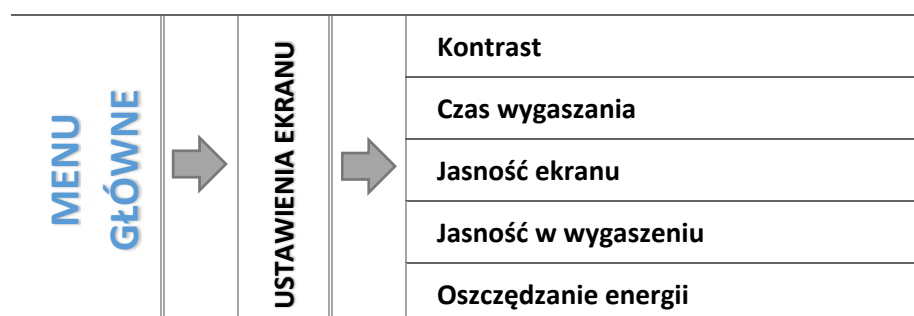 MENU
GŁÓWNE
USTAWIENIA EKRANU
Kontrast
Czas wygaszania
Jasność ekranu
Jasność w wygaszeniu
Oszczędzanie energii